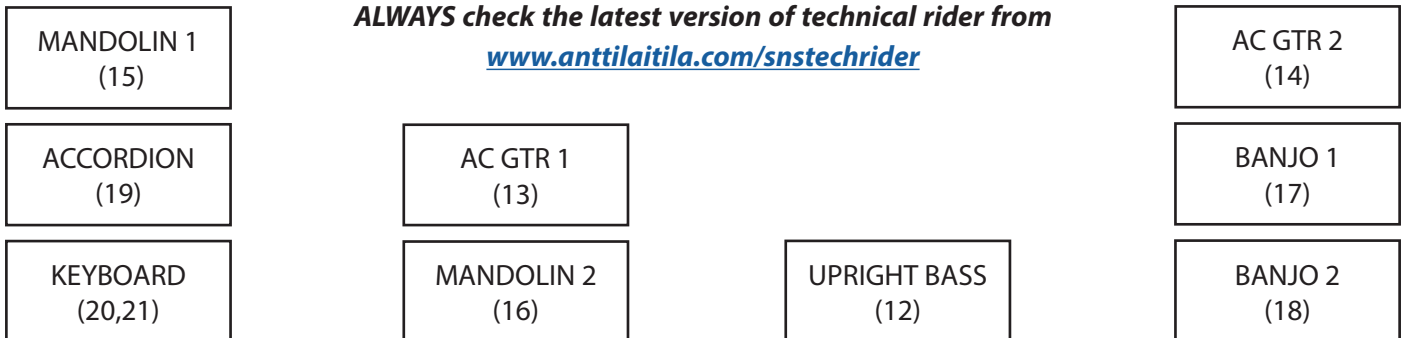 ALWAYS check the latest version of technical rider from
www.anttilaitila.com/snstechrider
MANDOLIN 1
(15)
AC GTR 2
(14)
ACCORDION
(19)
AC GTR 1
(13)
BANJO 1
(17)
KEYBOARD
(20,21)
MANDOLIN 2
(16)
UPRIGHT BASS
(12)
BANJO 2
(18)